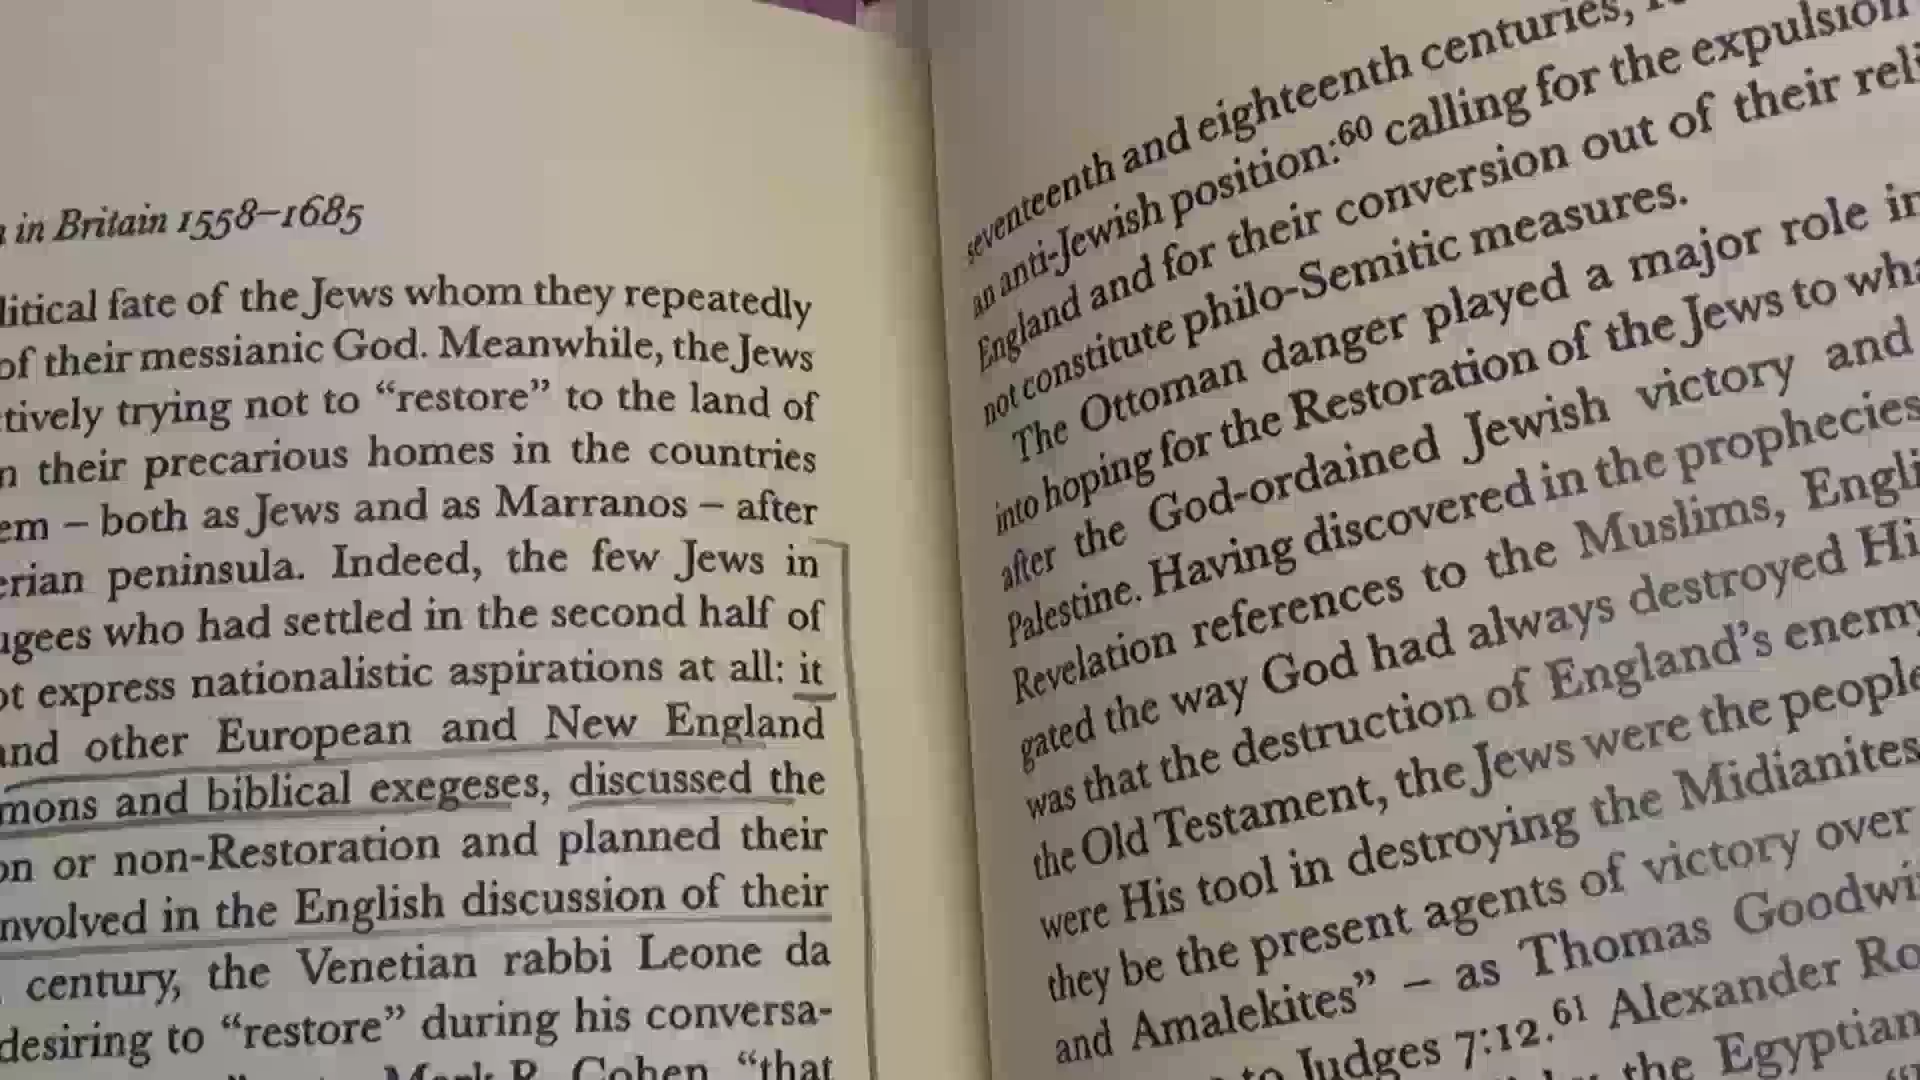 in Britain 1558–1685
litical fate of the Jews whom they repeatedly
of their messianic God. Meanwhile, the Jews
tively trying not to “restore” to the land of
n their precarious homes in the countries
em – both as Jews and as Marranos – after
erian peninsula. Indeed, the few Jews in
ugees who had settled in the second half of
ot express nationalistic aspirations at all: it
and other European and New England
mons and biblical exegeses, discussed the
on or non-Restoration and planned their
nvolved in the English discussion of their
century, the Venetian rabbi Leone da
desiring to “restore” during his conversa-
Mark R. Cohen, “that
seventeenth and eighteenth centuries,
an anti-Jewish position:60 calling for the expulsion
England and for their conversion out of their reli
not constitute philo-Semitic measures.
The Ottoman danger played a major role in
into hoping for the Restoration of the Jews to wha
after the God-ordained Jewish victory and
Palestine. Having discovered in the prophecies
Revelation references to the Muslims, Engli
gated the way God had always destroyed Hi
was that the destruction of England’s enemy
the Old Testament, the Jews were the people
were His tool in destroying the Midianites
they be the present agents of victory over
and Amalekites” – as Thomas Goodwi
to Judges 7:12.61 Alexander Ro
the Egyptian